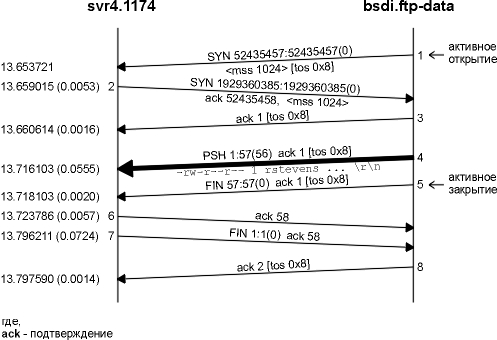 svr4.1174 bsdi.ftp-data
SYN 52435457:52435457(0) 1 активное открытие
13.653721 <mss 1024> [tos 0x8]
13.659015 (0.0053) 2 SYN 1929360385:1929360385(0)
ack 52435458, <mss 1024>
13.660614 (0.0016) ack 1 [tos 0x8] 3
PSH 1:57(56) ack 1 [tos 0x8] 4
13.716103 (0.0555) -rw-r--r-- 1 rstevens ... \r\n
13.718103 (0.0020) FIN 57:57(0) ack 1 [tos 0x8] 5 активное закрытие
13.723786 (0.0057) 6 ack 58
13.796211 (0.0724) 7 FIN 1:1(0) ack 58
13.797590 (0.0014) ack 2 [tos 0x8] 8
где,
ack - подтверждение